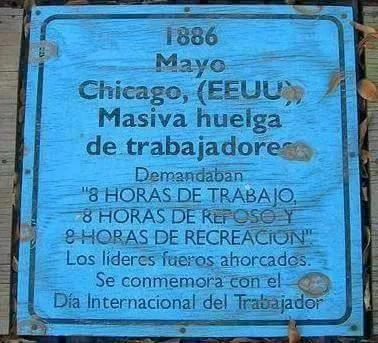 1886
Mayo
Chicago, (EEUU),
Masiva huelga
de trabajadores
Demandaban
"8 HORAS DE TRABAJO,
8 HORAS DE REPOSO Y
8 HORAS DE RECREACION".
Los líderes fueros ahorcados.
Se conmemora con el
Día Internacional del Trabajador